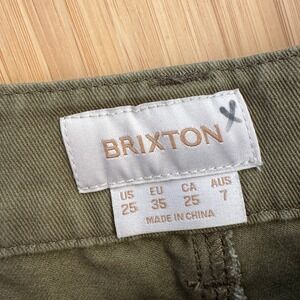 BRIXTON
US EU CA AUS
25 35 25 7
MADE IN CHINA